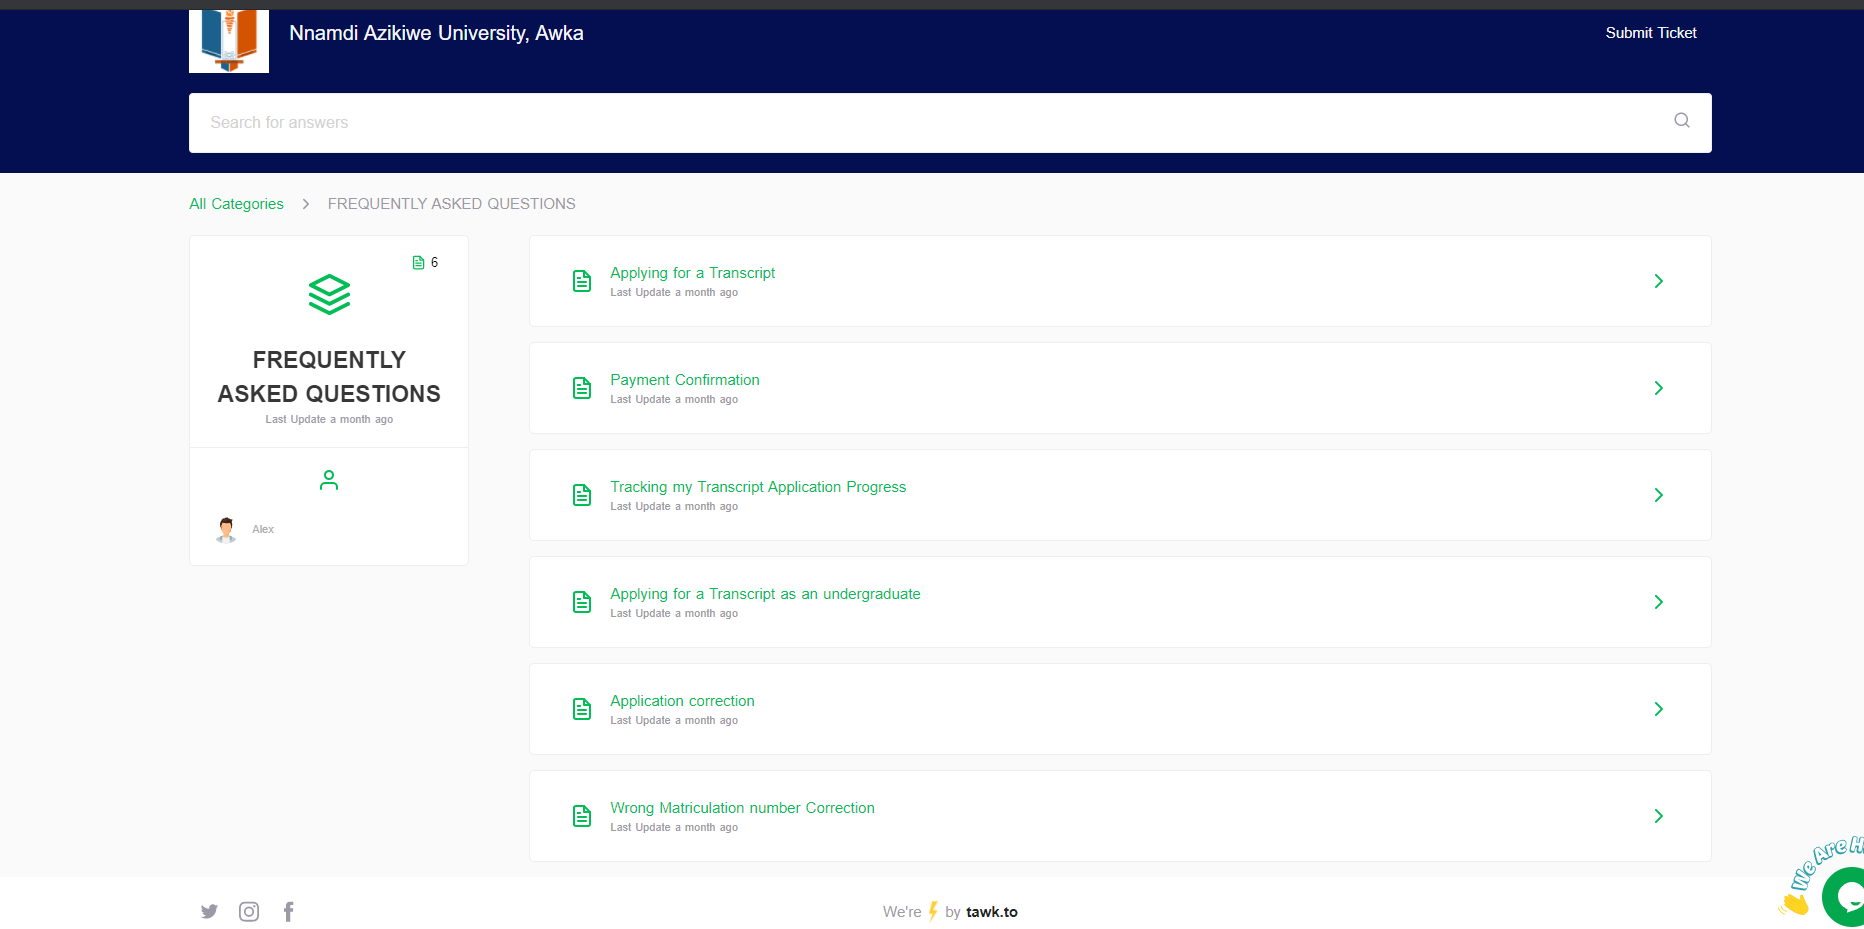 Nnamdi Azikiwe University, Awka
Submit Ticket
Search for answers
All Categories
FREQUENTLY ASKED QUESTIONS
6
FREQUENTLY
ASKED QUESTIONS
Last Update a month ago
Alex
Applying for a Transcript
Last Update a month ago
Payment Confirmation
Last Update a month ago
Tracking my Transcript Application Progress
Last Update a month ago
Applying for a Transcript as an undergraduate
Last Update a month ago
Application correction
Last Update a month ago
Wrong Matriculation number Correction
Last Update a month ago
We're by tawk.to
We Are